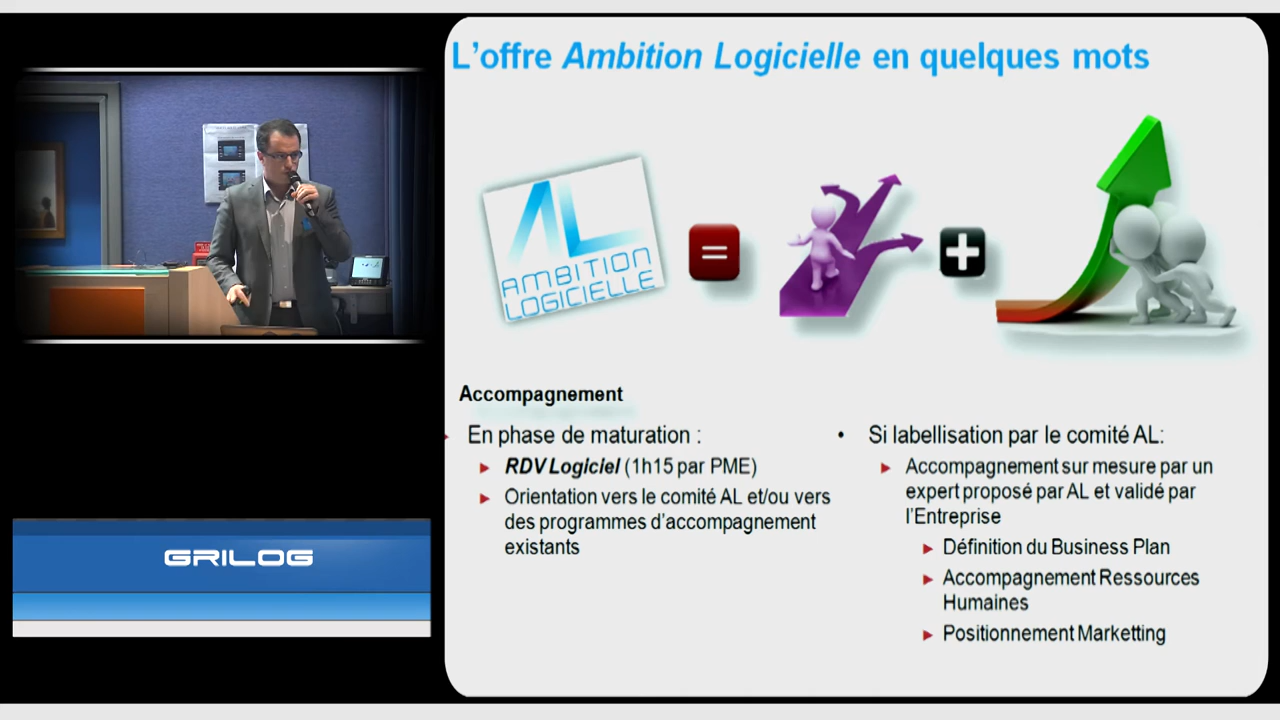 L'offre Ambition Logicielle en quelques mots
AL
AMBITION
LOGICIELLE
=
+
Accompagnement
En phase de maturation :
RDV Logiciel (1h15 par PME)
Orientation vers le comité AL et/ou vers
des programmes d'accompagnement
existants
• Si labellisation par le comité AL:
Accompagnement sur mesure par un
expert proposé par AL et validé par
l'Entreprise
Définition du Business Plan
Accompagnement Ressources
Humaines
Positionnement Marketting
GRILOG